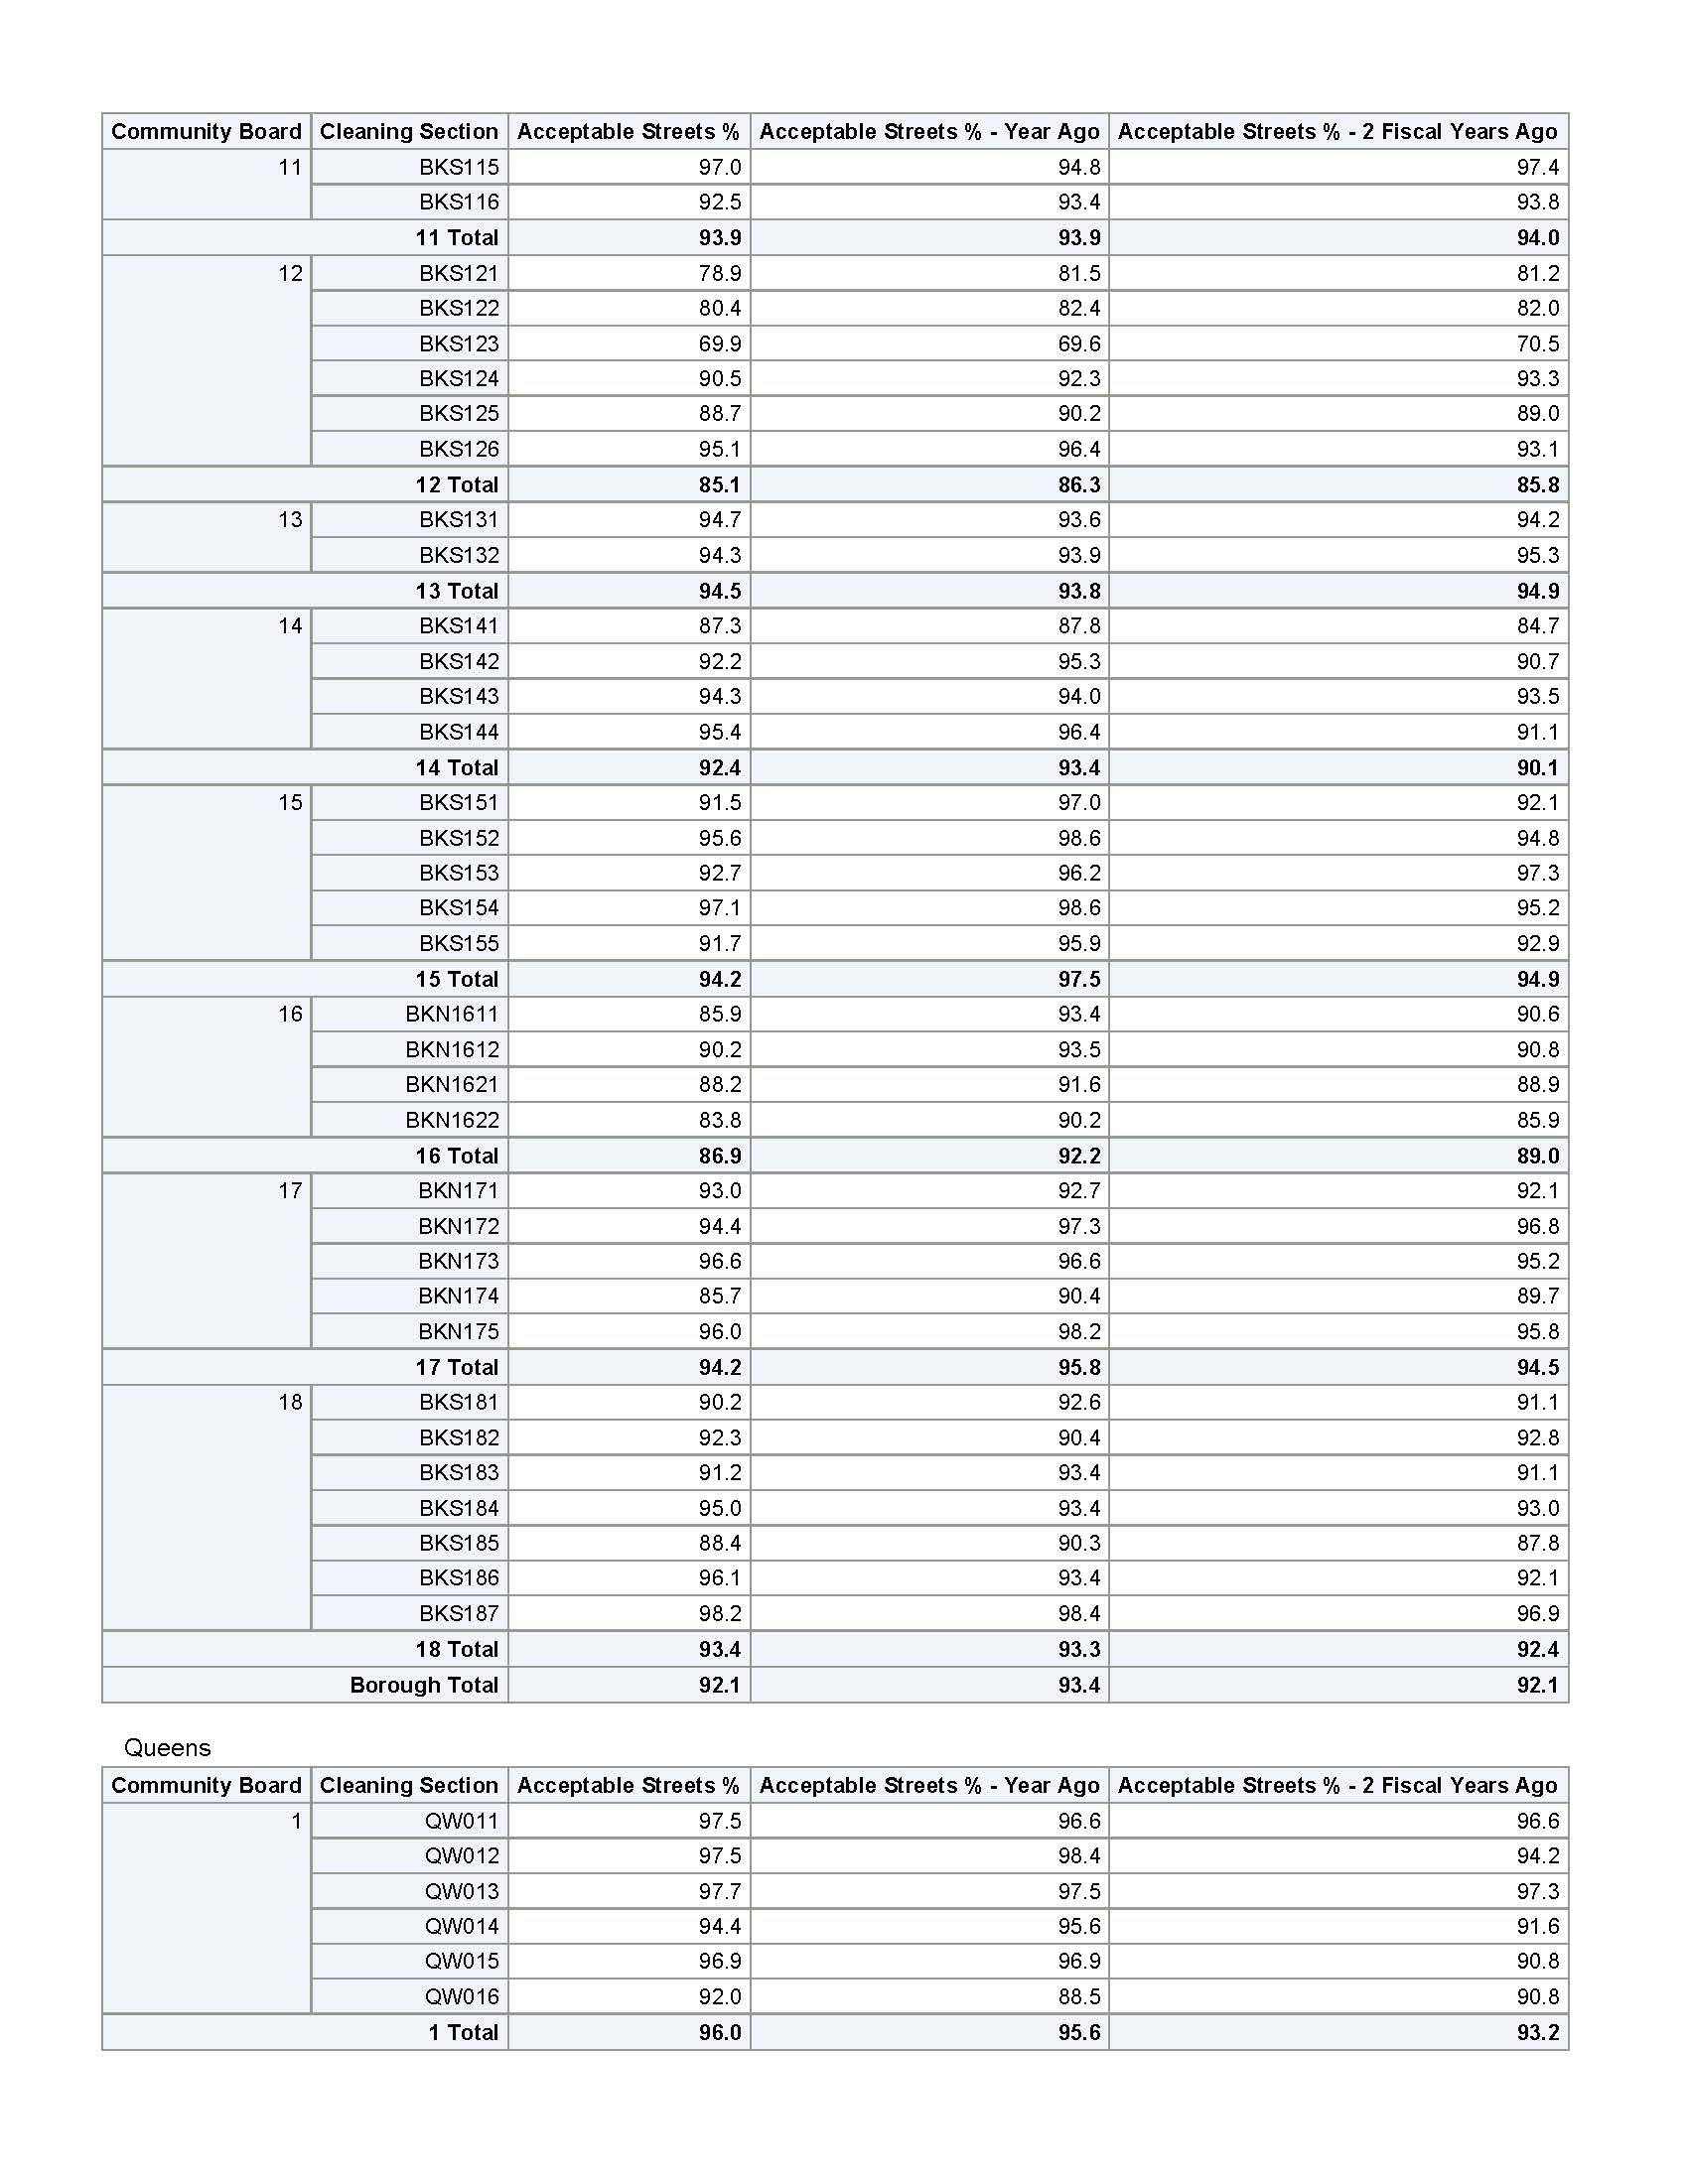 Community Board Cleaning Section Acceptable Streets % Acceptable Streets % - Year Ago Acceptable Streets % - 2 Fiscal Years Ago
11 BKS115 97.0 94.8 97.4
BKS116 92.5 93.4 93.8
11 Total 93.9 93.9 94.0
12 BKS121 78.9 81.5 81.2
BKS122 80.4 82.4 82.0
BKS123 69.9 69.6 70.5
BKS124 90.5 92.3 93.3
BKS125 88.7 90.2 89.0
BKS126 95.1 96.4 93.1
12 Total 85.1 86.3 85.8
13 BKS131 94.7 93.6 94.2
BKS132 94.3 93.9 95.3
13 Total 94.5 93.8 94.9
14 BKS141 87.3 87.8 84.7
BKS142 92.2 95.3 90.7
BKS143 94.3 94.0 93.5
BKS144 95.4 96.4 91.1
14 Total 92.4 93.4 90.1
15 BKS151 91.5 97.0 92.1
BKS152 95.6 98.6 94.8
BKS153 92.7 96.2 97.3
BKS154 97.1 98.6 95.2
BKS155 91.7 95.9 92.9
15 Total 94.2 97.5 94.9
16 BKN1611 85.9 93.4 90.6
BKN1612 90.2 93.5 90.8
BKN1621 88.2 91.6 88.9
BKN1622 83.8 90.2 85.9
16 Total 86.9 92.2 89.0
17 BKN171 93.0 92.7 92.1
BKN172 94.4 97.3 96.8
BKN173 96.6 96.6 95.2
BKN174 85.7 90.4 89.7
BKN175 96.0 98.2 95.8
17 Total 94.2 95.8 94.5
18 BKS181 90.2 92.6 91.1
BKS182 92.3 90.4 92.8
BKS183 91.2 93.4 91.1
BKS184 95.0 93.4 93.0
BKS185 88.4 90.3 87.8
BKS186 96.1 93.4 92.1
BKS187 98.2 98.4 96.9
18 Total 93.4 93.3 92.4
Borough Total 92.1 93.4 92.1
Queens
Community Board Cleaning Section Acceptable Streets % Acceptable Streets % - Year Ago Acceptable Streets % - 2 Fiscal Years Ago
1 QW011 97.5 96.6 96.6
QW012 97.5 98.4 94.2
QW013 97.7 97.5 97.3
QW014 94.4 95.6 91.6
QW015 96.9 96.9 90.8
QW016 92.0 88.5 90.8
1 Total 96.0 95.6 93.2